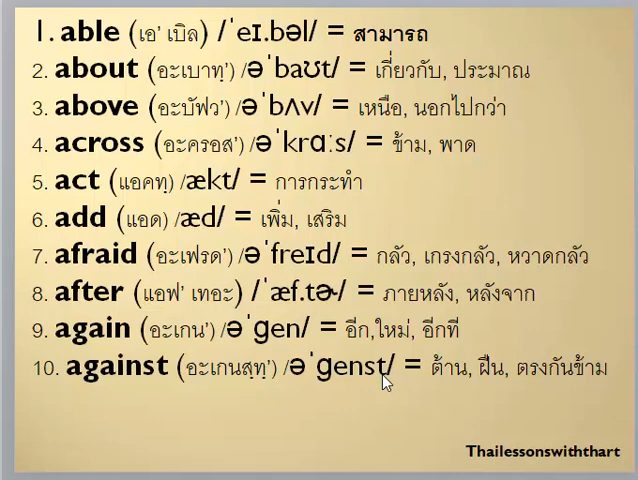 1. able (เอ' เบิล) /ˈeɪ.bəl/ = สามารถ
2. about (อะเบาทฺ') /əˈbaʊt/ = เกี่ยวกับ, ประมาณ
3. above (อะบัฟว') /əˈbʌv/ = เหนือ, นอกไปกว่า
4. across (อะครอส') /əˈkrɑːs/ = ข้าม, พาด
5. act (แอคทฺ) /ækt/ = การกระทำ
6. add (แอด) /æd/ = เพิ่ม, เสริม
7. afraid (อะเฟรด') /əˈfreɪd/ = กลัว, เกรงกลัว, หวาดกลัว
8. after (แอฟ' เทอะ) /ˈæf.tɚ/ = ภายหลัง, หลังจาก
9. again (อะเกน') /əˈɡen/ = อีก,ใหม่, อีกที
10. against (อะเกนสฺทฺ') /əˈɡenst/ = ต้าน, ฝืน, ตรงกันข้าม
Thailessonswiththart